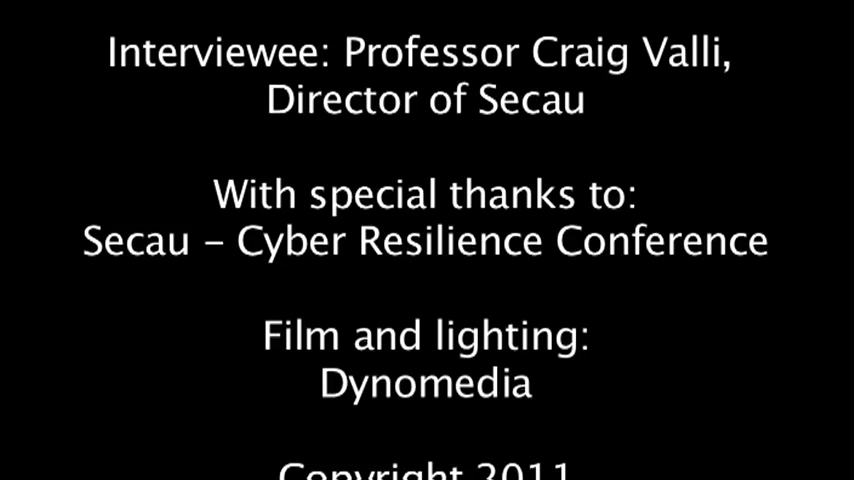 Interviewee: Professor Craig Valli,
Director of Secau
With special thanks to:
Secau - Cyber Resilience Conference
Film and lighting:
Dynomedia
Copyright 2011